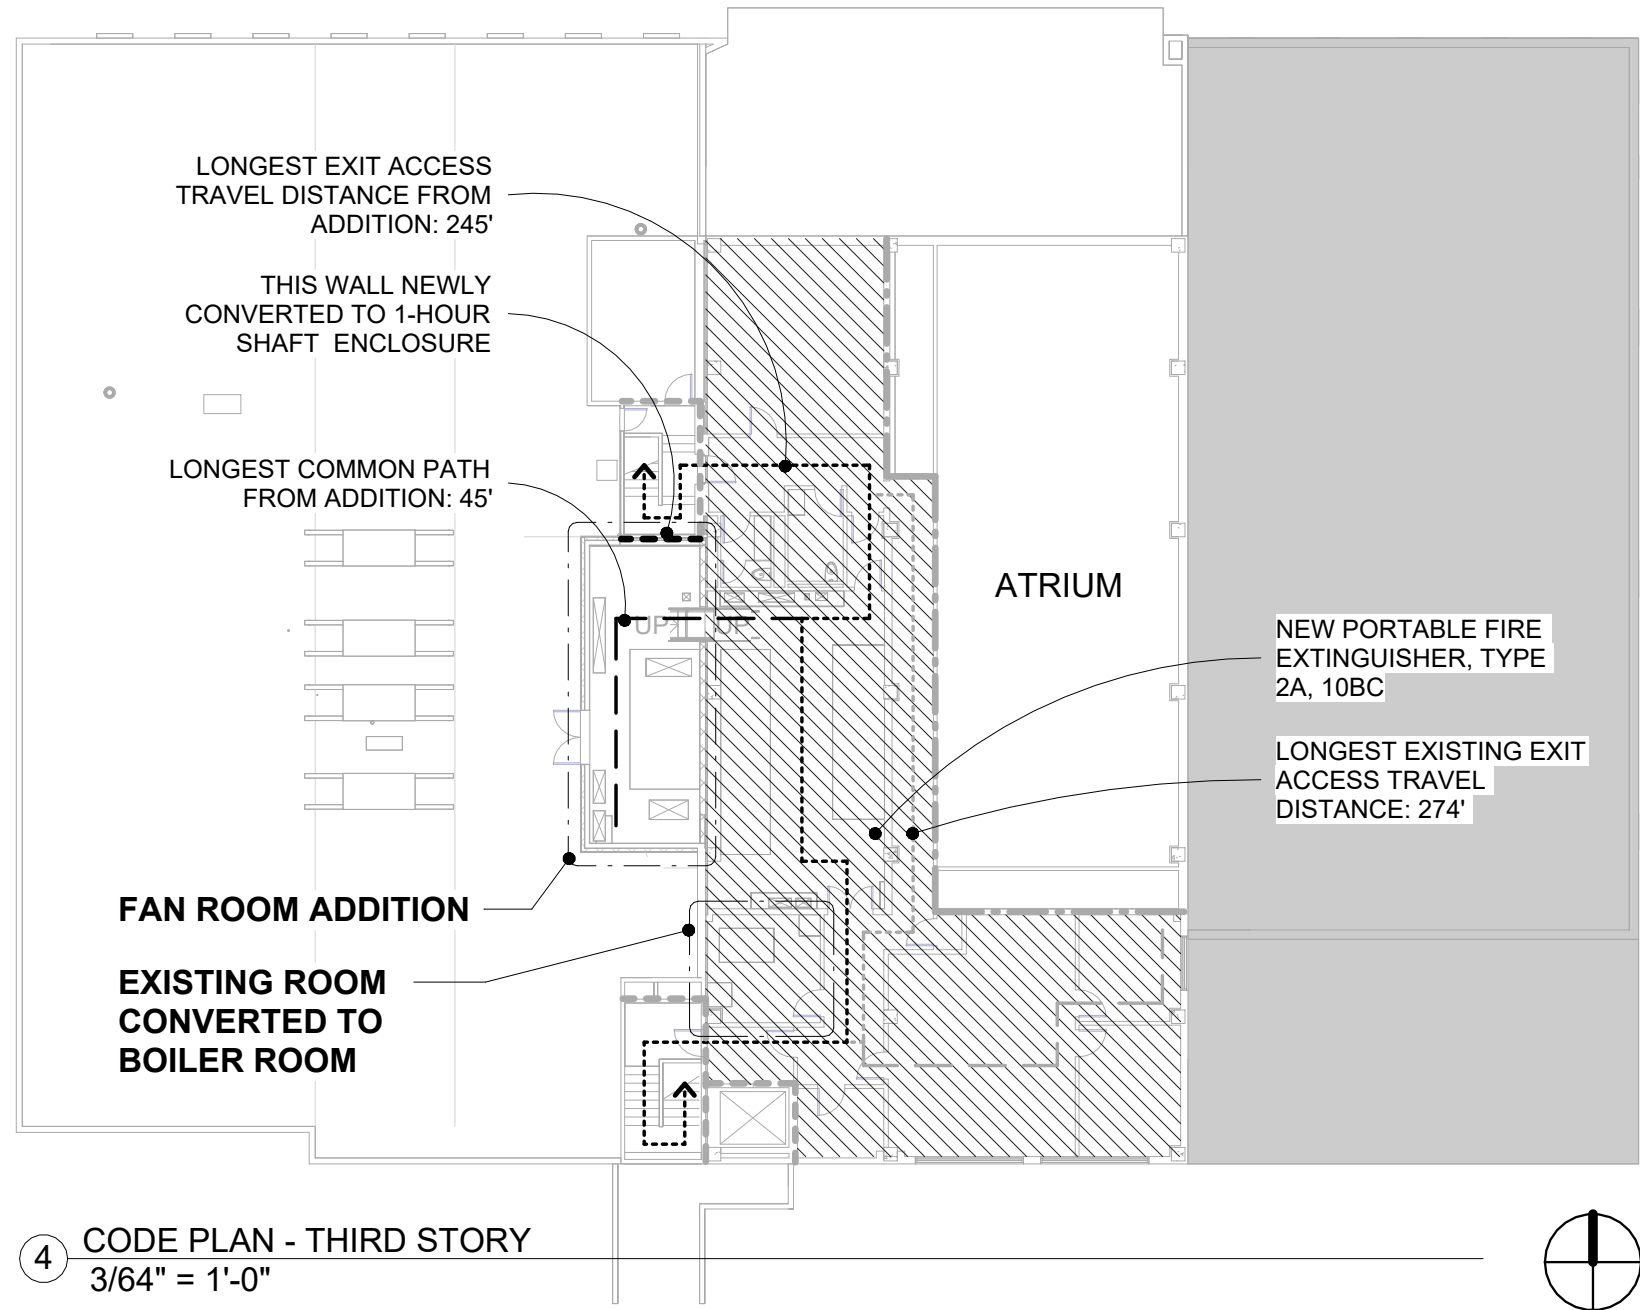 LONGEST EXIT ACCESS
TRAVEL DISTANCE FROM
ADDITION: 245'
THIS WALL NEWLY
CONVERTED TO 1-HOUR
SHAFT ENCLOSURE
LONGEST COMMON PATH
FROM ADDITION: 45'
ATRIUM
UP
UP
NEW PORTABLE FIRE
EXTINGUISHER, TYPE
2A, 10BC
LONGEST EXISTING EXIT
ACCESS TRAVEL
DISTANCE: 274'
FAN ROOM ADDITION
EXISTING ROOM
CONVERTED TO
BOILER ROOM
4
CODE PLAN - THIRD STORY
3/64" = 1'-0"